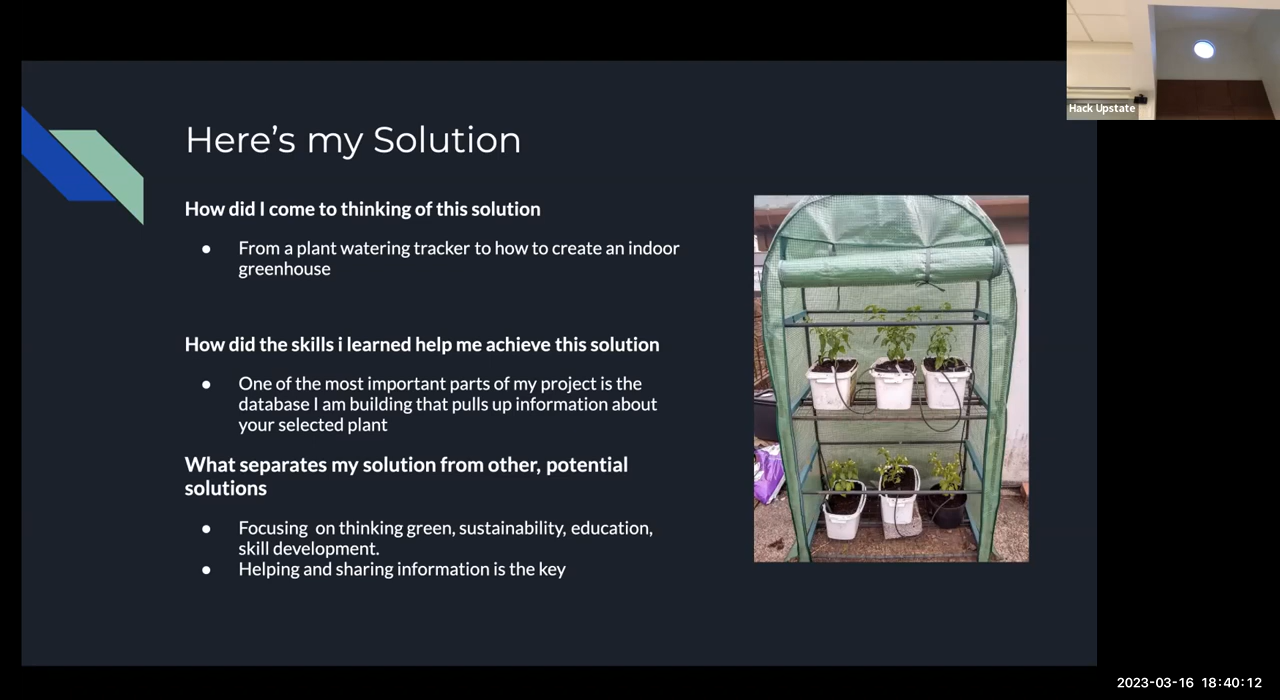 Hack Upstate
Here's my Solution
How did I come to thinking of this solution
● From a plant watering tracker to how to create an indoor
greenhouse
How did the skills i learned help me achieve this solution
● One of the most important parts of my project is the
database I am building that pulls up information about
your selected plant
What separates my solution from other, potential
solutions
● Focusing  on thinking green, sustainability, education,
skill development.
● Helping and sharing information is the key
2023-03-16 18:40:12